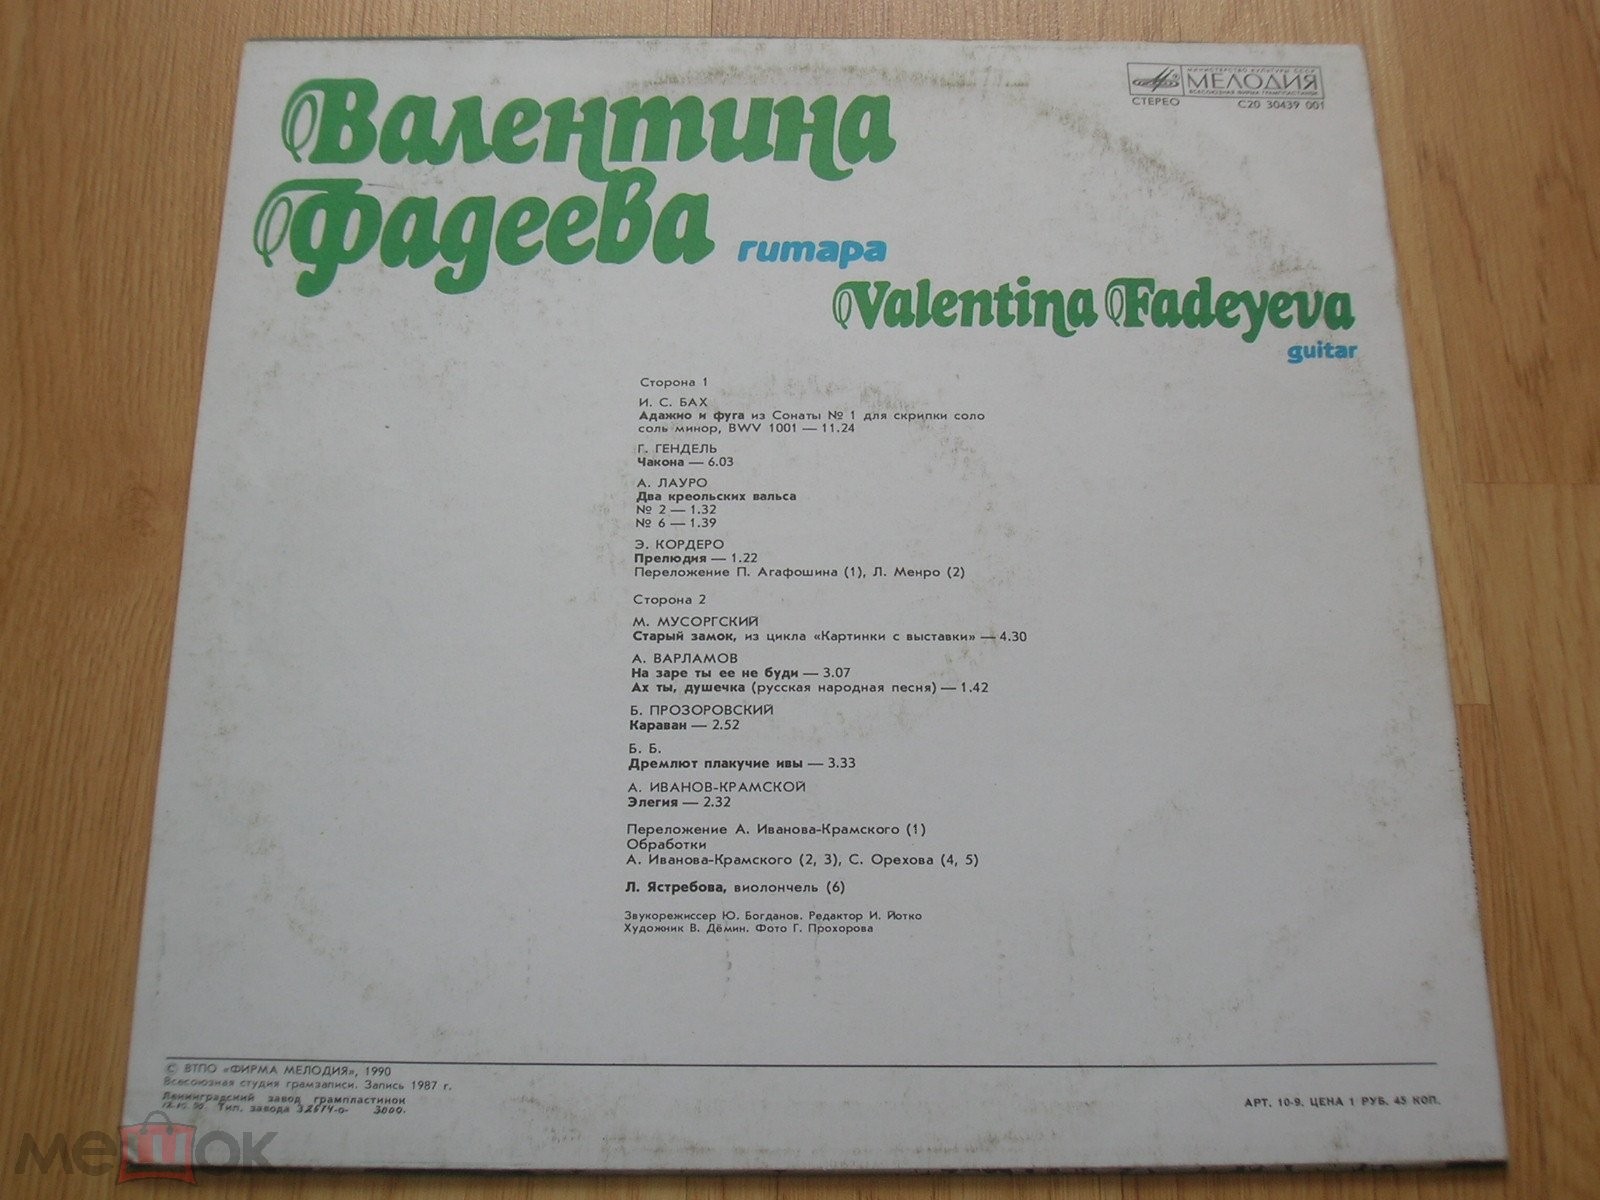 Валентина
Фадеева гитара
Valentina Fadeyeva
guitar
МИНИСТЕРСТВО КУЛЬТУРЫ СССР
МЕЛОДИЯ
ВСЕСОЮЗНАЯ ФИРМА ГРАМПЛАСТИНОК
СТЕРЕО С20 30439 001
Сторона 1
И. С. БАХ
Адажио и фуга из Сонаты № 1 для скрипки соло
соль минор, BWV 1001 — 11.24
Г. ГЕНДЕЛЬ
Чакона — 6.03
А. ЛАУРО
Два креольских вальса
№ 2 — 1.32
№ 6 — 1.39
Э. КОРДЕРО
Прелюдия — 1.22
Переложение П. Агафошина (1), Л. Менро (2)
Сторона 2
М. МУСОРГСКИЙ
Старый замок, из цикла «Картинки с выставки» — 4.30
А. ВАРЛАМОВ
На заре ты ее не буди — 3.07
Ах ты, душечка (русская народная песня) — 1.42
Б. ПРОЗОРОВСКИЙ
Караван — 2.52
Б. Б.
Дремлют плакучие ивы — 3.33
А. ИВАНОВ-КРАМСКОЙ
Элегия — 2.32
Переложение А. Иванова-Крамского (1)
Обработки
А. Иванова-Крамского (2, 3), С. Орехова (4, 5)
Л. Ястребова, виолончель (6)
Звукорежиссер Ю. Богданов. Редактор И. Йотко
Художник В. Дёмин. Фото Г. Прохорова
© ВТПО «ФИРМА МЕЛОДИЯ», 1990
Всесоюзная студия грамзаписи. Запись 1987 г.
Ленинградский завод грампластинок
Тип. завода 3000.
АРТ. 10-9. ЦЕНА 1 РУБ. 45 КОП.
мешок